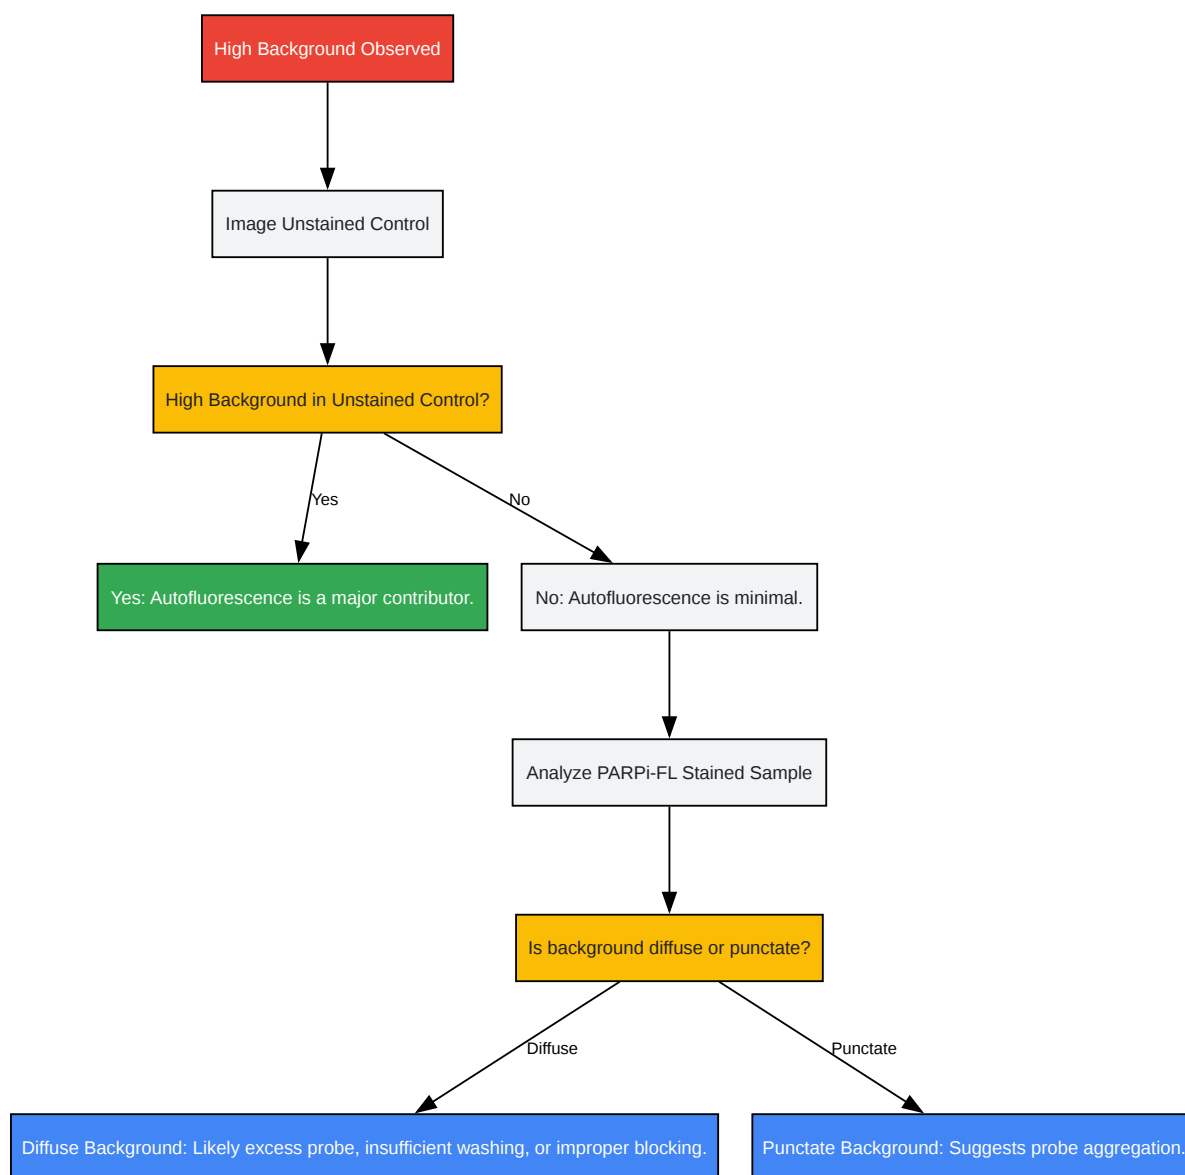 High Background Observed
Image Unstained Control
High Background in Unstained Control?
Yes
No
Yes: Autofluorescence is a major contributor.
No: Autofluorescence is minimal.
Analyze PARPi-FL Stained Sample
Is background diffuse or punctate?
Diffuse
Punctate
Diffuse Background: Likely excess probe, insufficient washing, or improper blocking.
Punctate Background: Suggests probe aggregation.